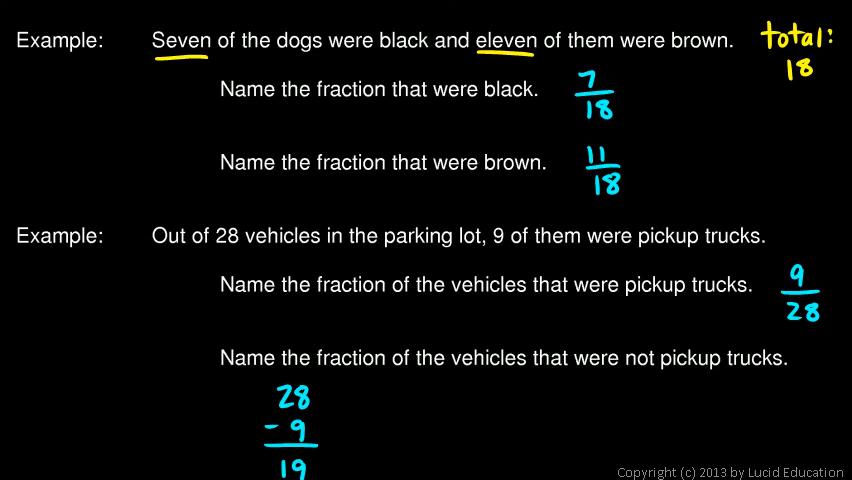 Example: Seven of the dogs were black and eleven of them were brown. total:
18
Name the fraction that were black. 7/18
Name the fraction that were brown. 11/18
Example: Out of 28 vehicles in the parking lot, 9 of them were pickup trucks.
Name the fraction of the vehicles that were pickup trucks. 9/28
Name the fraction of the vehicles that were not pickup trucks.
28
- 9
19
Copyright (c) 2013 by Lucid Education